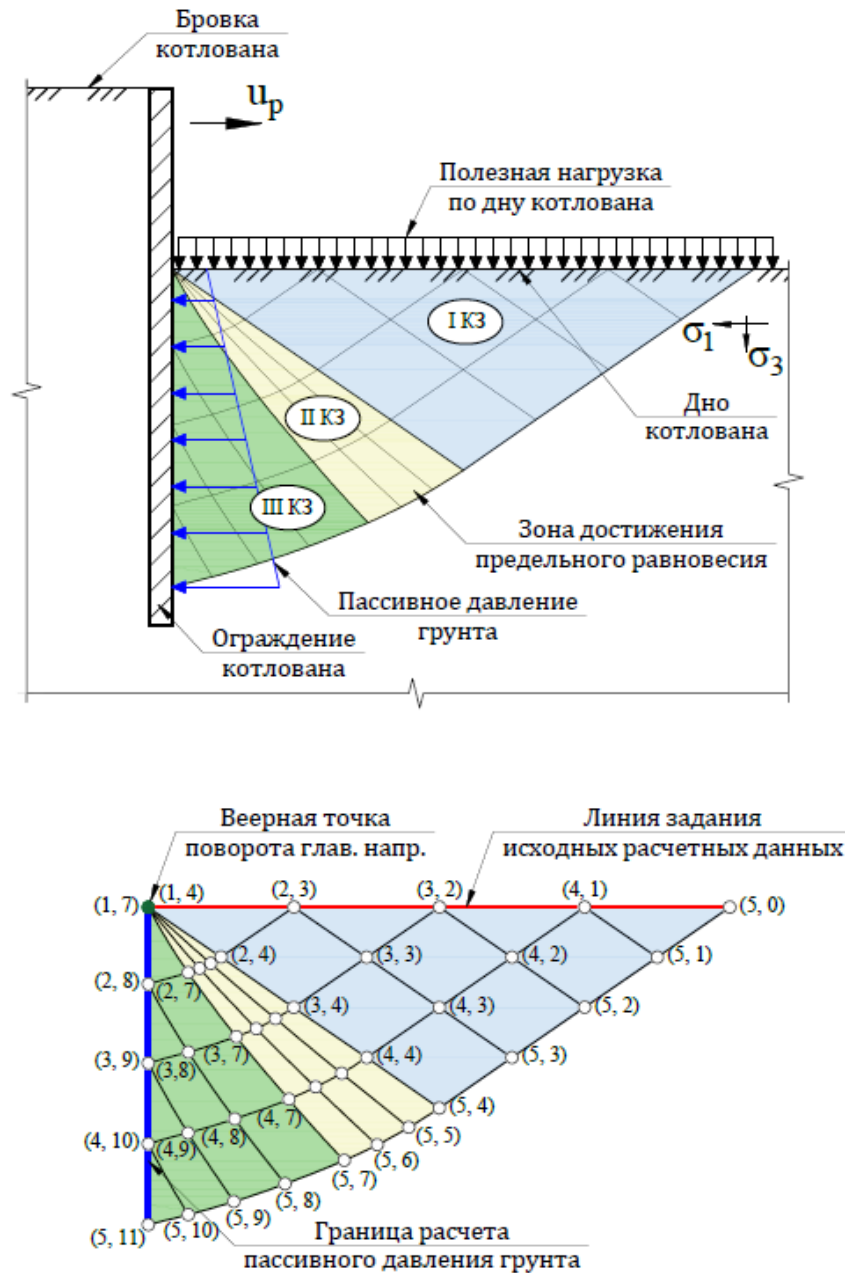 Бровка
котлована
uₚ
Полезная нагрузка
по дну котлована
I КЗ
σ₁
σ₃
II КЗ
Дно
котлована
III КЗ
Зона достижения
предельного равновесия
Пассивное давление
грунта
Ограждение
котлована
Веерная точка
поворота глав. напр.
Линия задания
исходных расчетных данных
(1, 7) (1, 4) (2, 3) (3, 2) (4, 1) (5, 0)
(2, 4) (3, 3) (4, 2) (5, 1)
(2, 8) (2, 7) (3, 4) (4, 3) (5, 2)
(3, 9) (3,8) (3, 7) (4, 4) (5, 3)
(4, 7) (5, 4)
(4, 10) (4,9) (4, 8) (5, 5)
(5, 6)
(5, 7)
(5, 8)
(5, 11) (5, 10) (5, 9)
Граница расчета
пассивного давления грунта